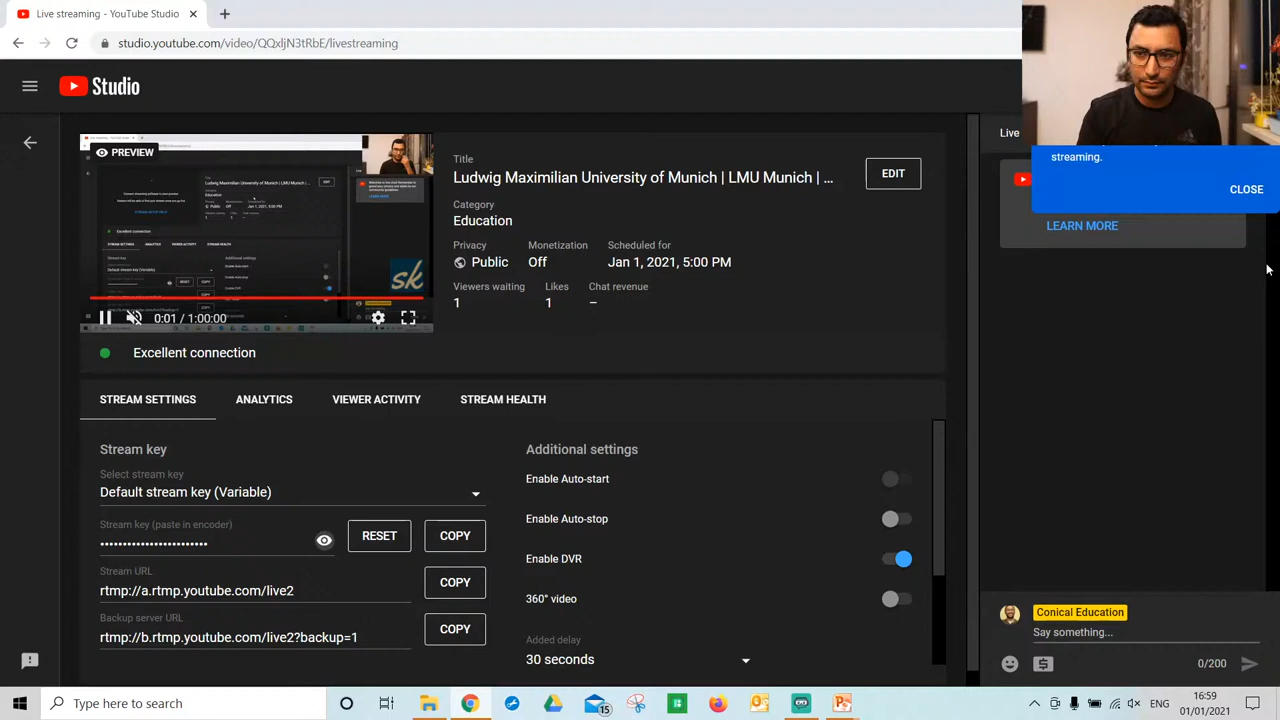 Live streaming - YouTube Studio
studio.youtube.com/video/QQxljN3tRbE/livestreaming
Studio
PREVIEW
sk
0:01 / 1:00:00
Title
Ludwig Maximilian University of Munich | LMU Munich | ...
Category
Education
Privacy
Public
Monetization
Off
Scheduled for
Jan 1, 2021, 5:00 PM
Viewers waiting
1
Likes
1
Chat revenue
–
EDIT
Live
streaming.
CLOSE
LEARN MORE
Excellent connection
STREAM SETTINGS
ANALYTICS
VIEWER ACTIVITY
STREAM HEALTH
Stream key
Select stream key
Default stream key (Variable)
Stream key (paste in encoder)
RESET
COPY
Stream URL
rtmp://a.rtmp.youtube.com/live2
COPY
Backup server URL
rtmp://b.rtmp.youtube.com/live2?backup=1
COPY
Additional settings
Enable Auto-start
Enable Auto-stop
Enable DVR
360° video
Added delay
30 seconds
Conical Education
Say something...
0/200
Type here to search
15
ENG
16:59
01/01/2021